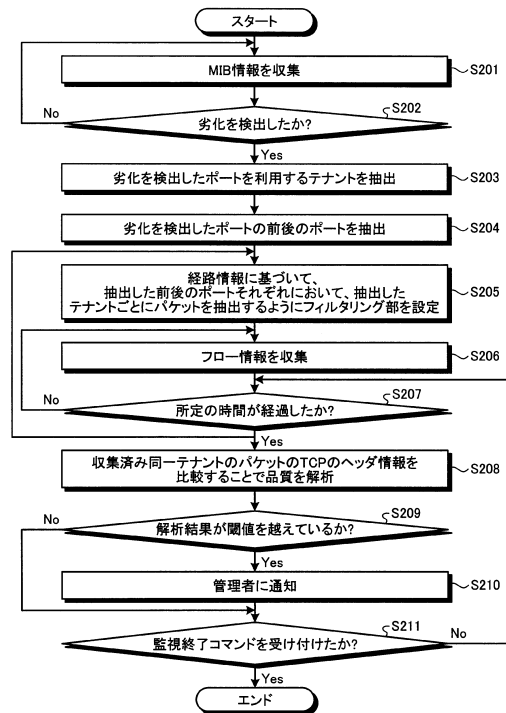 スタート
MIB情報を収集
S201
劣化を検出したか?
S202
No
Yes
劣化を検出したポートを利用するテナントを抽出
S203
劣化を検出したポートの前後のポートを抽出
S204
経路情報に基づいて、
抽出した前後のポートそれぞれにおいて、抽出した
テナントごとにパケットを抽出するようにフィルタリング部を設定
S205
フロー情報を収集
S206
所定の時間が経過したか?
S207
No
Yes
収集済み同一テナントのパケットのTCPのヘッダ情報を
比較することで品質を解析
S208
解析結果が閾値を越えているか?
S209
No
Yes
管理者に通知
S210
監視終了コマンドを受け付けたか?
S211
No
Yes
エンド